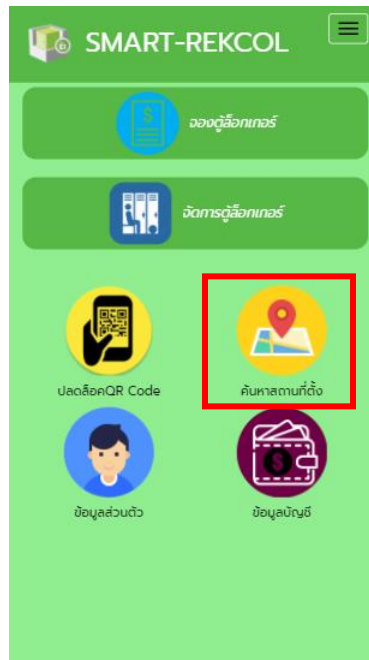 SMART-REKCOL
จองตู้ล็อกเกอร์
จัดการตู้ล็อกเกอร์
ปลดล็อคQR Code
ค้นหาสถานที่ตั้ง
ข้อมูลส่วนตัว
ข้อมูลบัญชี